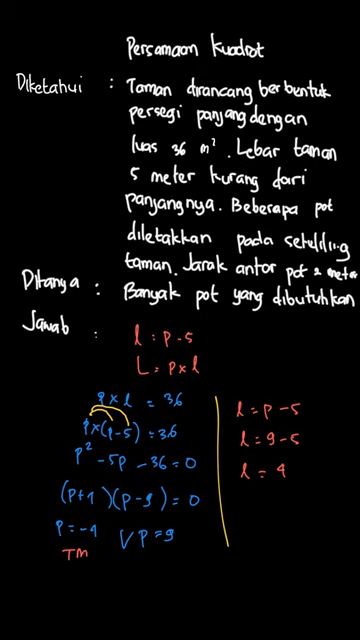 Persamaan Kuadrat
Diketahui : Taman dirancang berbentuk
persegi panjang dengan
luas 36 m². Lebar taman
5 meter kurang dari
panjangnya. Beberapa pot
diletakkan pada sekeliling
taman. Jarak antar pot 2 meter
Ditanya : Banyak pot yang dibutuhkan
Jawab :
l = p - 5
L = p x l
p x l = 36
p x (p - 5) = 36
p² - 5p - 36 = 0
(p+4)(p-9) = 0
p = -4 V p = 9
TM
l = p - 5
l = 9 - 5
l = 4